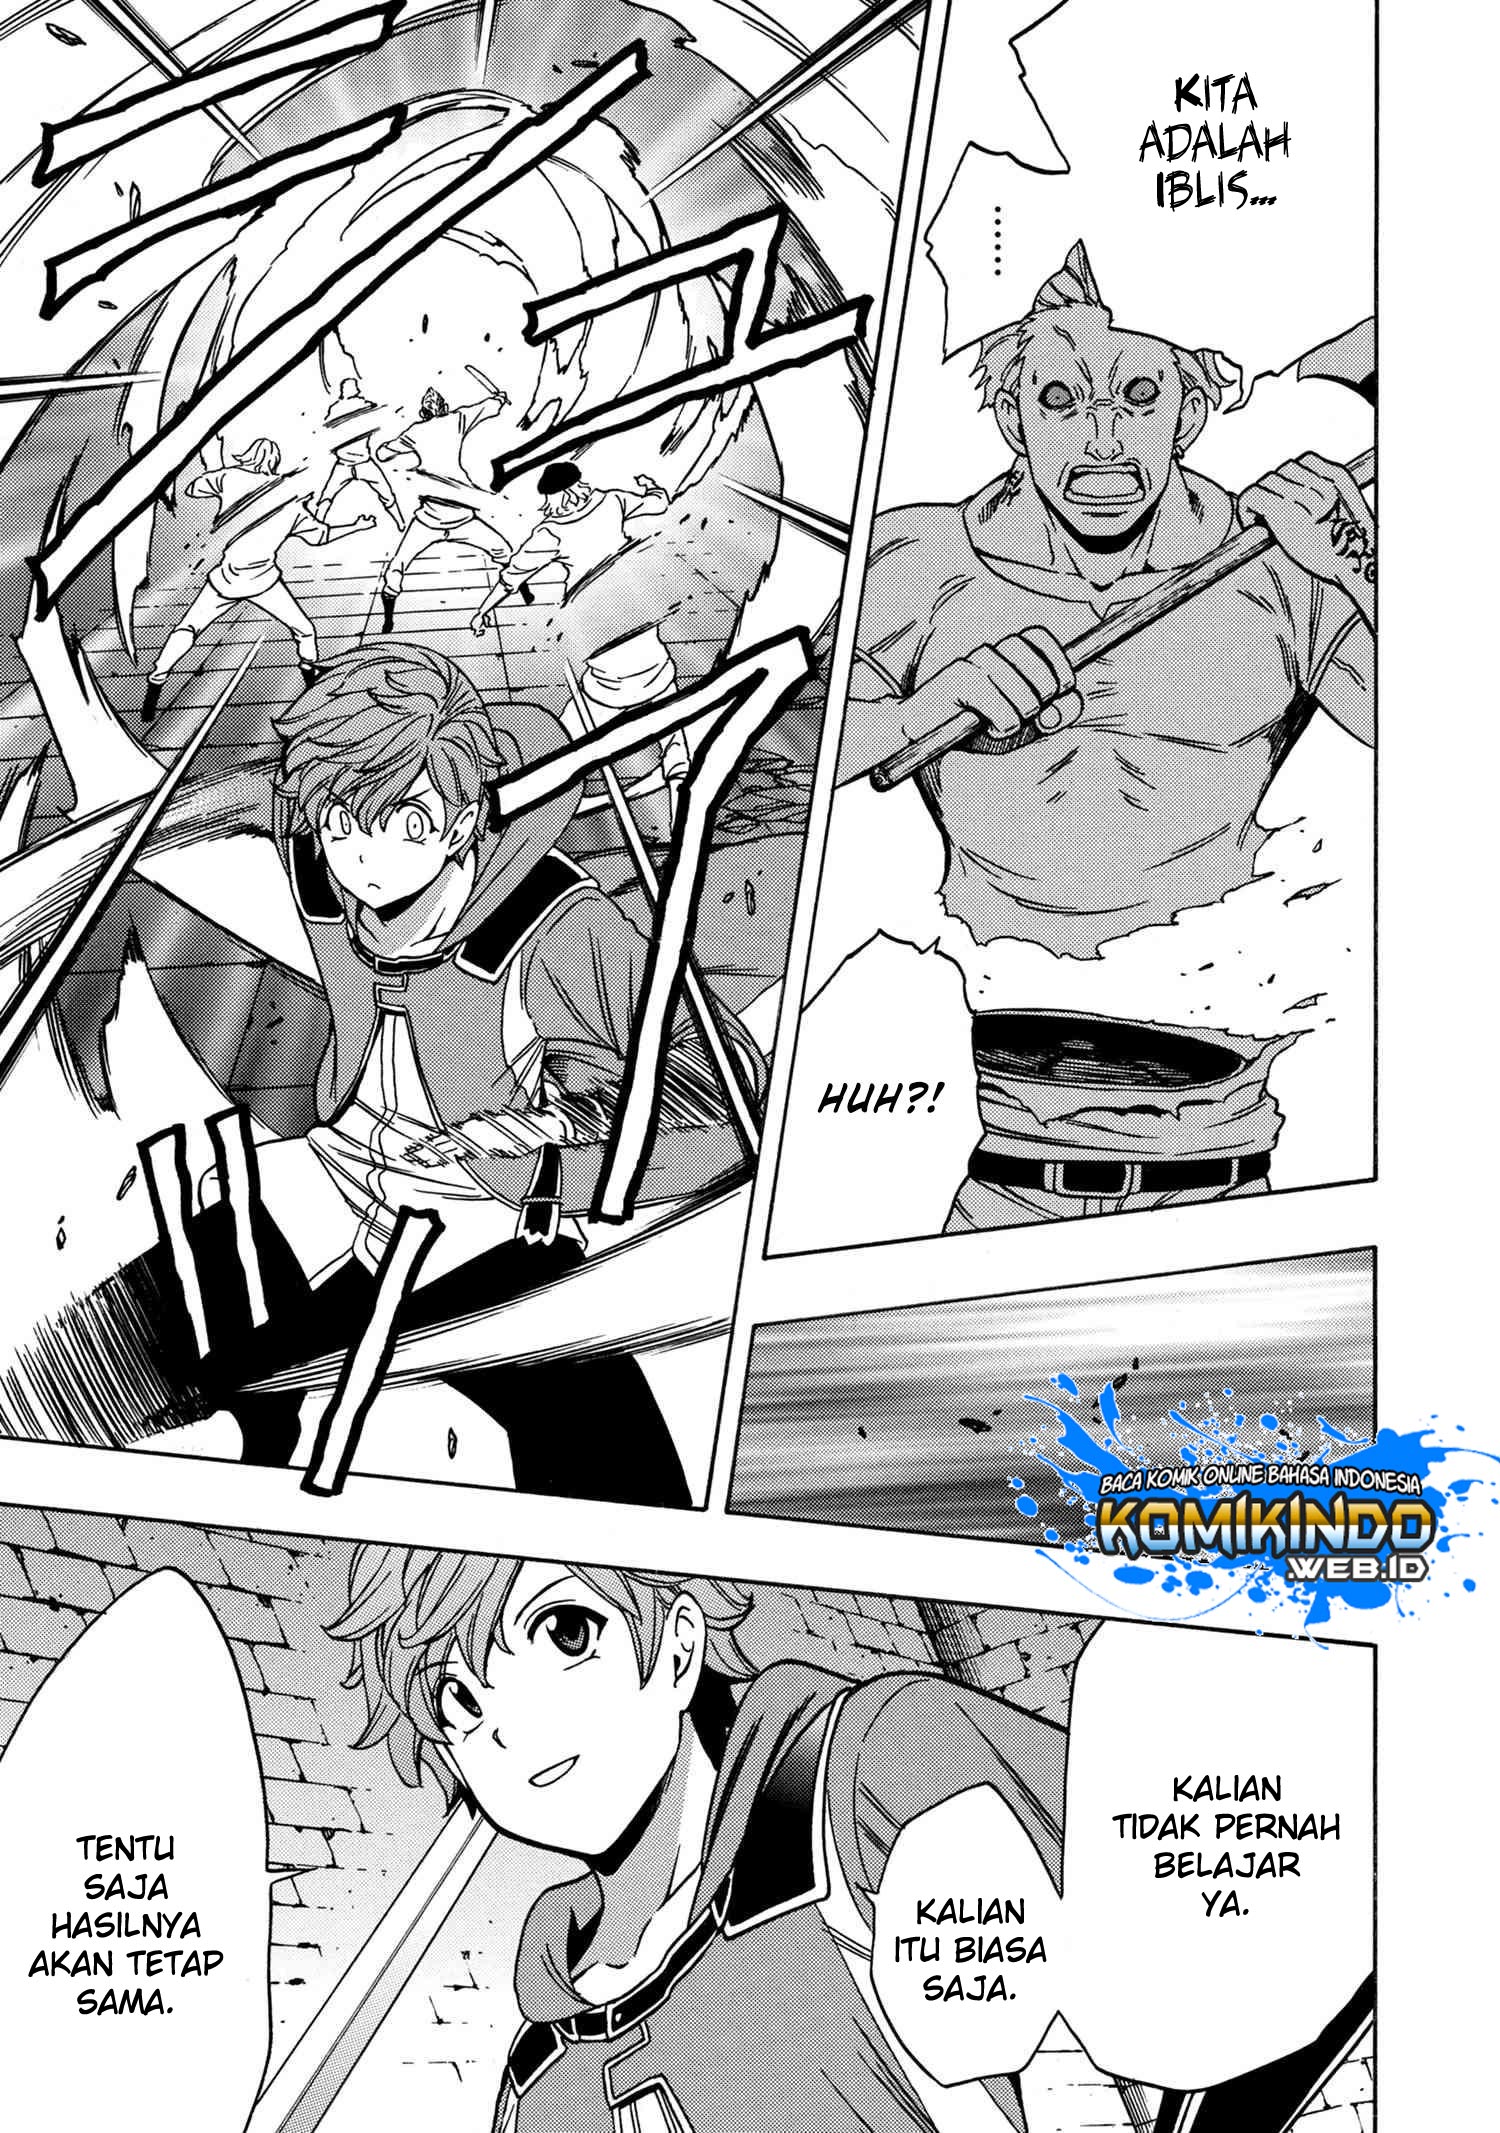 KITA
ADALAH
IBLIS...
......
HUH?!
BACA KOMIK ONLINE BAHASA INDONESIA
KOMIKINDO
.WEB.ID
KALIAN
TIDAK PERNAH
BELAJAR
YA.
KALIAN
ITU BIASA
SAJA.
TENTU
SAJA
HASILNYA
AKAN TETAP
SAMA.